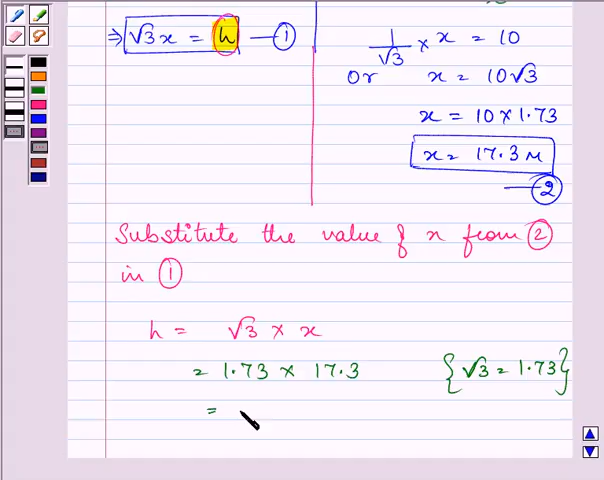 ⇒ √3x = h — ①
1/√3 × x = 10
Or x = 10√3
x = 10 × 1.73
x = 17.3 M
— ②
Substitute the value of x from ②
in ①
h = √3 × x
= 1.73 × 17.3 {√3 = 1.73}
=